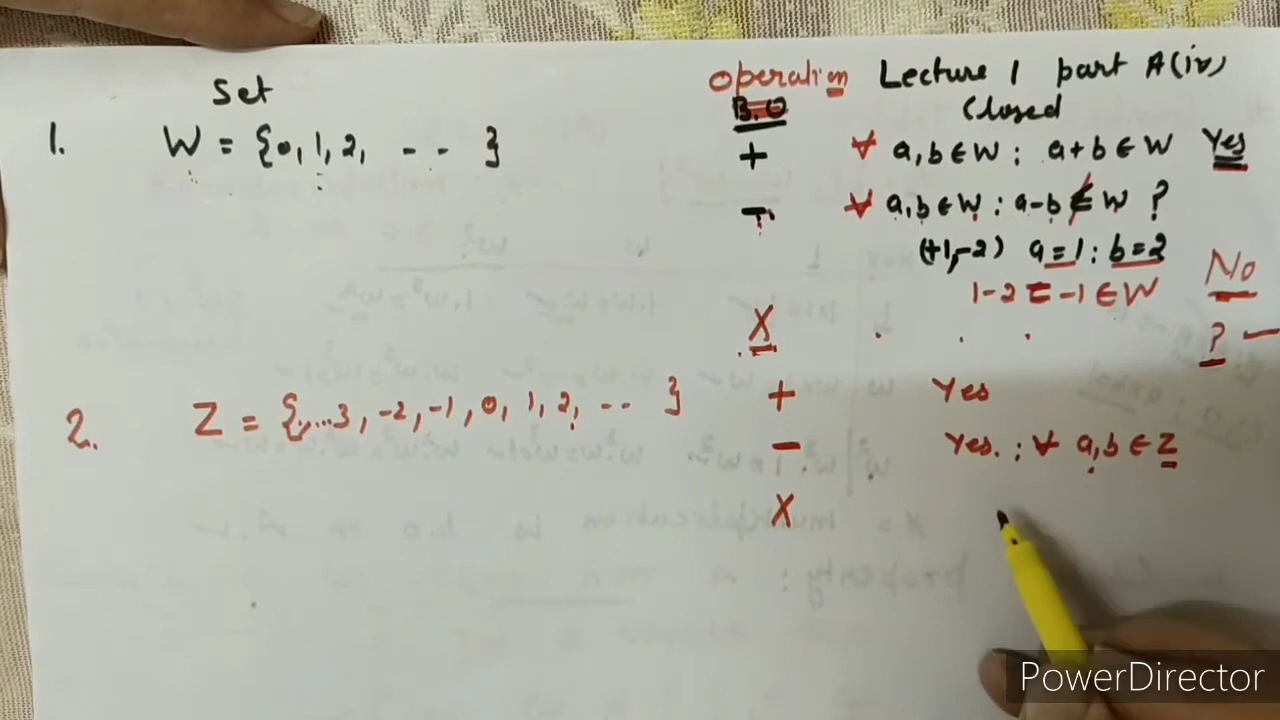 Set operation Lecture 1 part A(iv)
B.O Closed
1. W = {0, 1, 2, - - } + ∀ a,b ∈ W : a+b ∈ W Yes
- ∀ a,b ∈ W : a-b ∉ W ?
(+1,-2) a=1 : b=2
1-2 = -1 ∈ W No
X . . . ? -
2. Z = {,...3, -2, -1, 0, 1, 2, -- } + Yes
- Yes. : ∀ a,b ∈ Z
X
PowerDirector